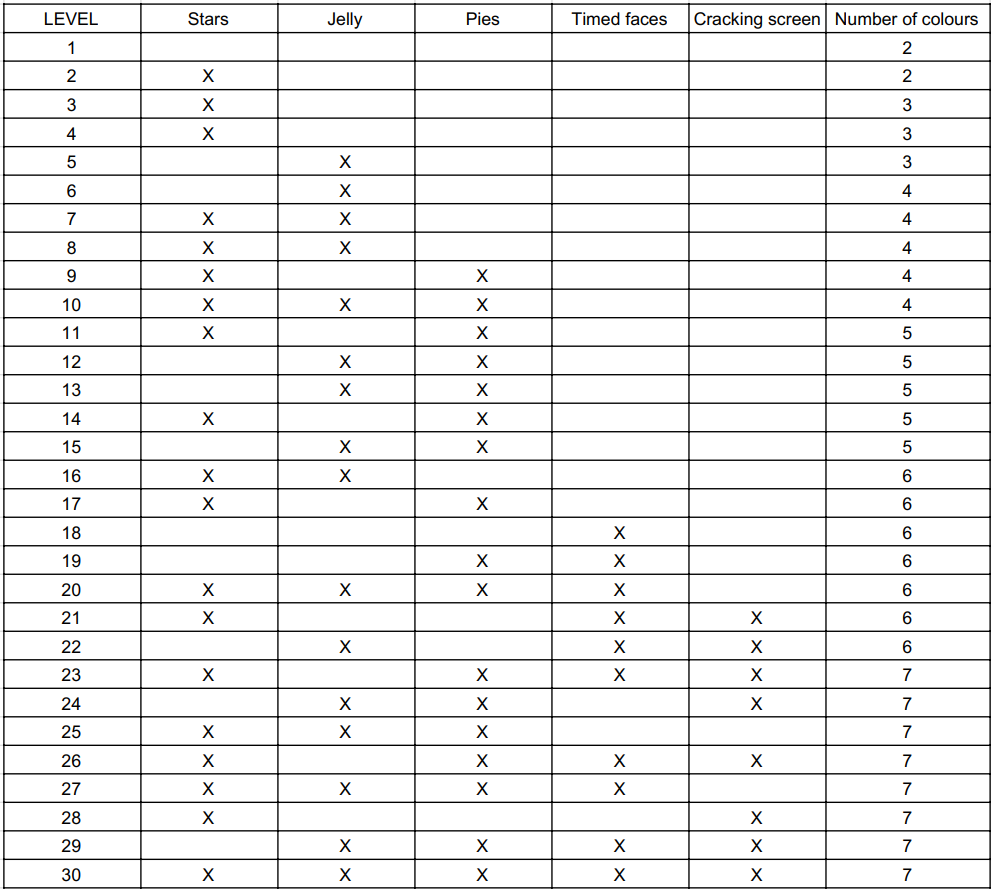 LEVEL Stars Jelly Pies Timed faces Cracking screen Number of colours
1 2
2 X 2
3 X 3
4 X 3
5 X 3
6 X 4
7 X X 4
8 X X 4
9 X X 4
10 X X X 4
11 X X 5
12 X X 5
13 X X 5
14 X X 5
15 X X 5
16 X X 6
17 X X 6
18 X 6
19 X X 6
20 X X X X 6
21 X X X 6
22 X X X 6
23 X X X X 7
24 X X X 7
25 X X X 7
26 X X X X 7
27 X X X X 7
28 X X 7
29 X X X X 7
30 X X X X X 7